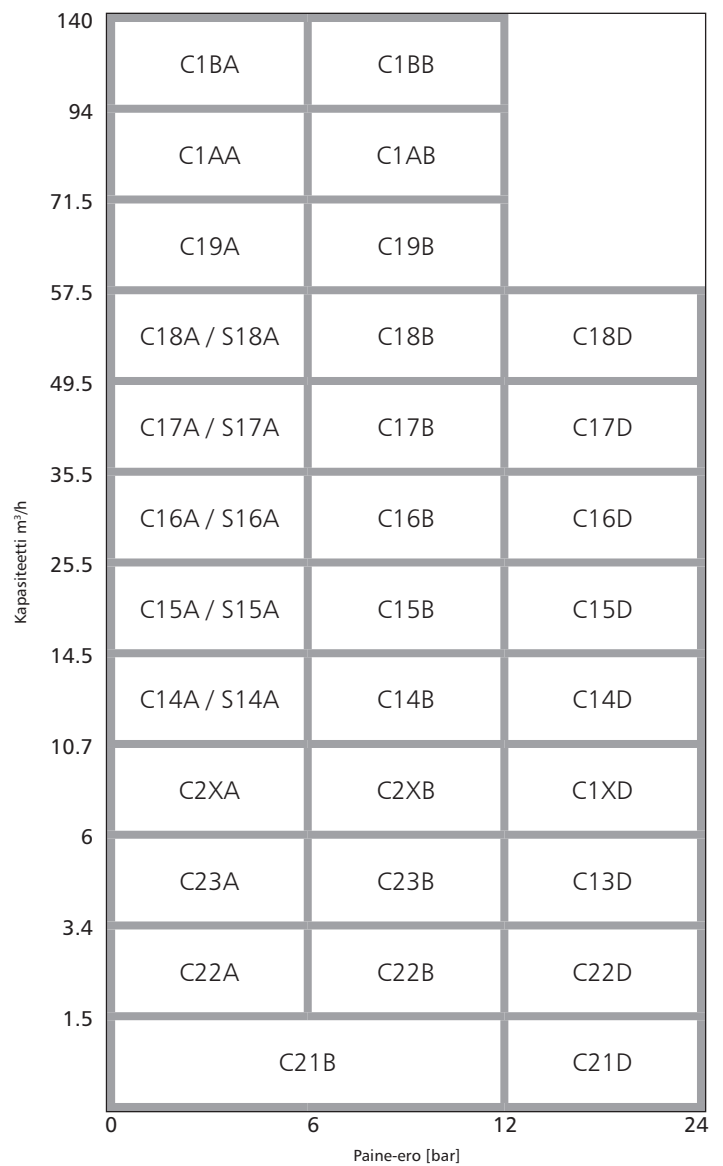 140
C1BA C1BB
94
C1AA C1AB
71.5
C19A C19B
57.5
C18A / S18A C18B C18D
49.5
C17A / S17A C17B C17D
35.5
C16A / S16A C16B C16D
25.5
C15A / S15A C15B C15D
14.5
C14A / S14A C14B C14D
10.7
C2XA C2XB C1XD
6
C23A C23B C13D
3.4
C22A C22B C22D
1.5
C21B C21D
0 6 12 24
Kapasiteetti m³/h
Paine-ero [bar]